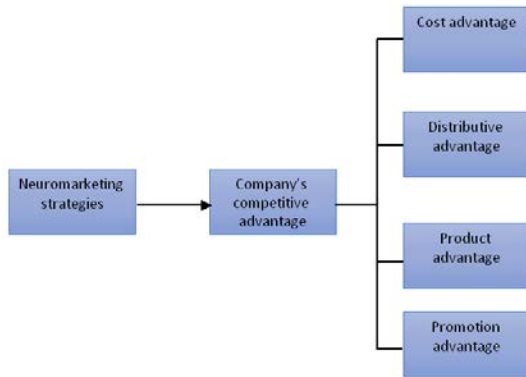 Cost advantage
Distributive
advantage
Neuromarketing
strategies
Company's
competitive
advantage
Product
advantage
Promotion
advantage